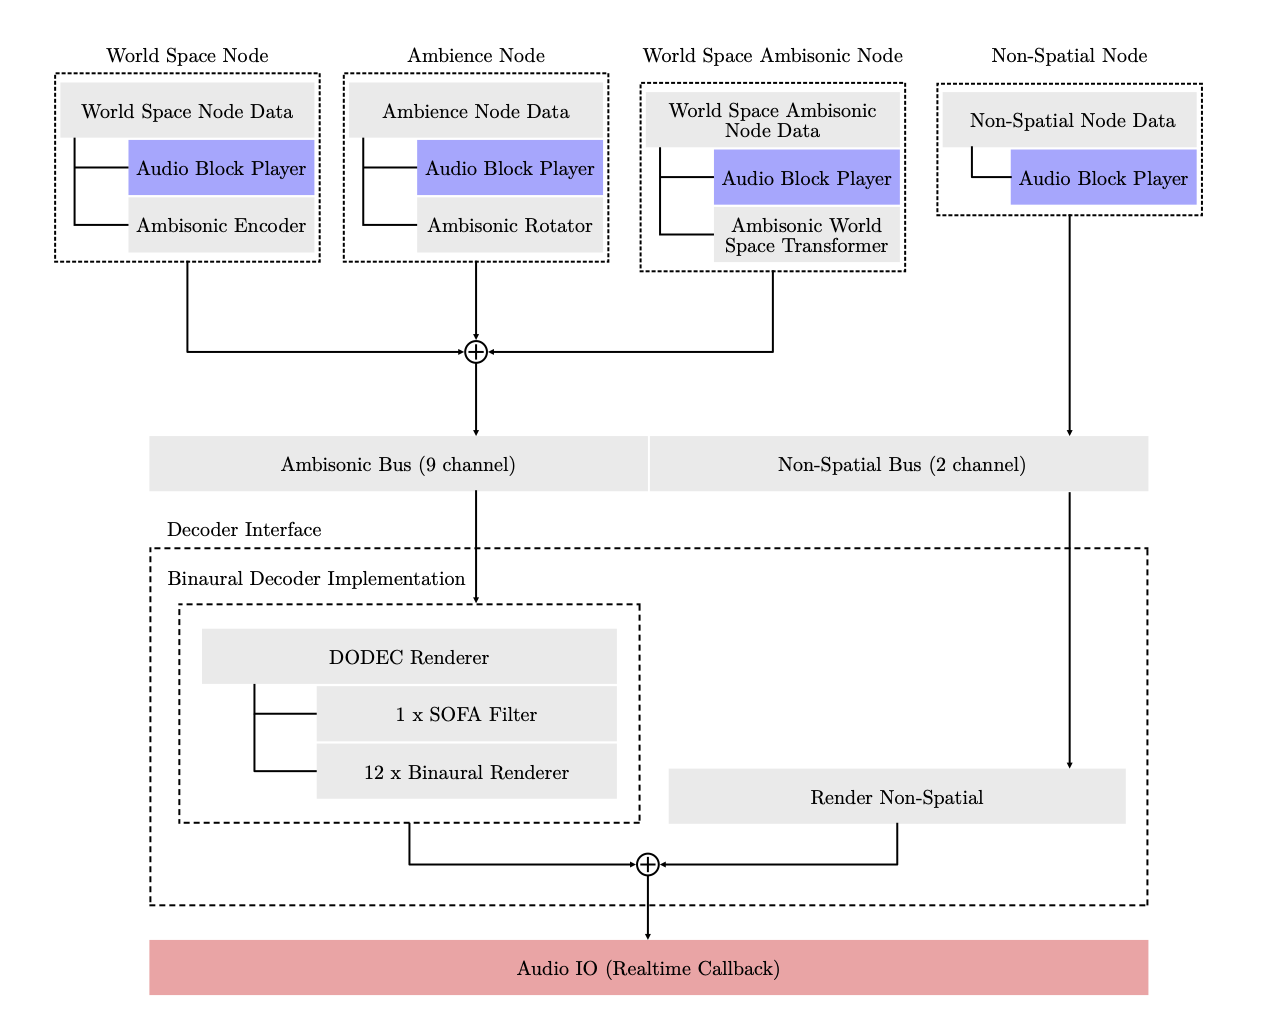 World Space Node
Ambience Node
World Space Ambisonic Node
Non-Spatial Node
World Space Node Data
Audio Block Player
Ambisonic Encoder
Ambience Node Data
Audio Block Player
Ambisonic Rotator
World Space Ambisonic
Node Data
Audio Block Player
Ambisonic World
Space Transformer
Non-Spatial Node Data
Audio Block Player
Ambisonic Bus (9 channel)
Non-Spatial Bus (2 channel)
Decoder Interface
Binaural Decoder Implementation
DODEC Renderer
1 x SOFA Filter
12 x Binaural Renderer
Render Non-Spatial
Audio IO (Realtime Callback)